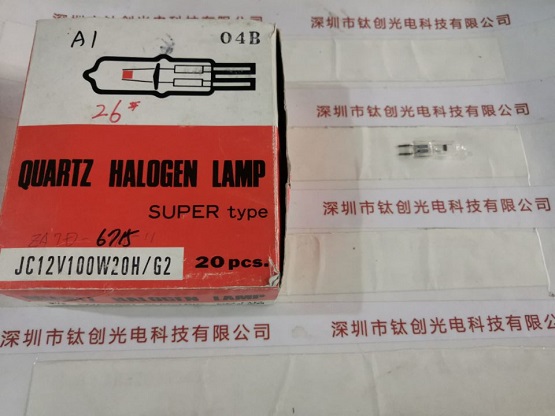 深圳市钛创光电科技有限公司
A1
04B
26#
QUARTZ HALOGEN LAMP
SUPER type
6715
JC12V100W20H/G2
20 pcs.
QUARTZ HALOGEN LAMP
深圳市钛创光电科技有限公司
深圳市钛创光电科技有限公司
深圳市钛创光电科技有限公司
深圳市钛创光电科技有限公司